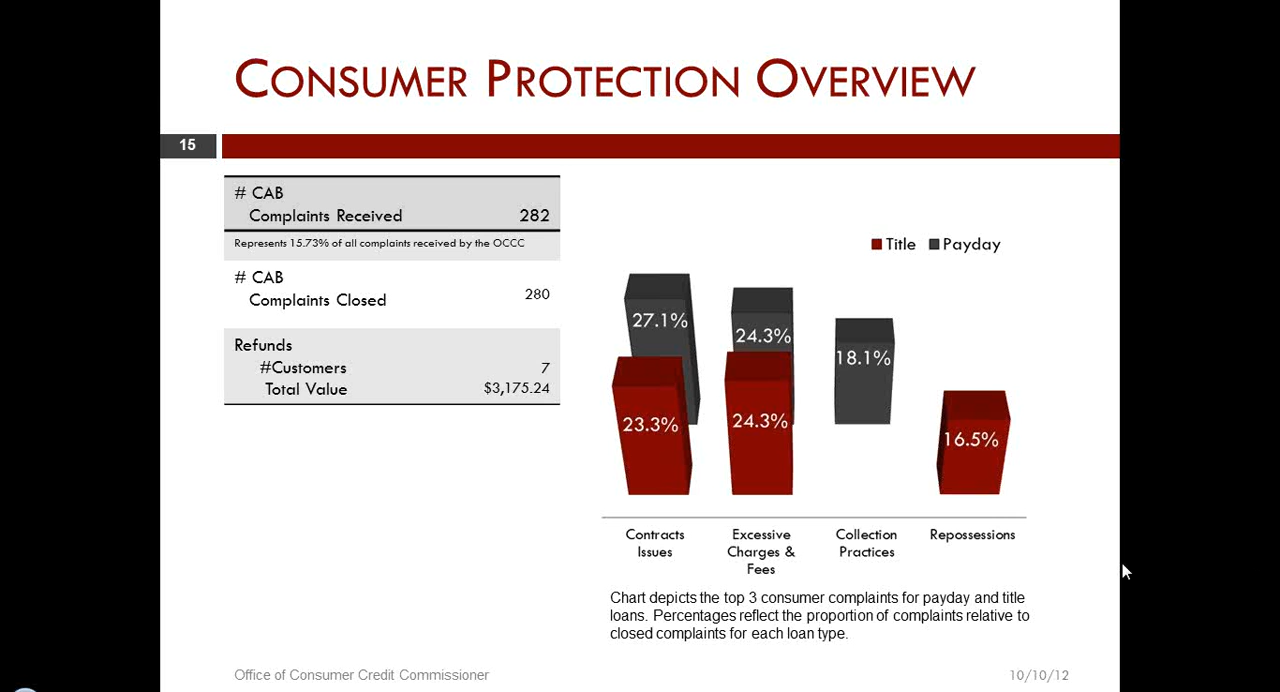 CONSUMER PROTECTION OVERVIEW
15
# CAB
Complaints Received 282
Represents 15.73% of all complaints received by the OCCC
# CAB
Complaints Closed 280
Refunds
#Customers 7
Total Value $3,175.24
Title Payday
27.1%
24.3%
18.1%
23.3%
24.3%
16.5%
Contracts
Issues
Excessive
Charges &
Fees
Collection
Practices
Repossessions
Chart depicts the top 3 consumer complaints for payday and title
loans. Percentages reflect the proportion of complaints relative to
closed complaints for each loan type.
Office of Consumer Credit Commissioner 10/10/12